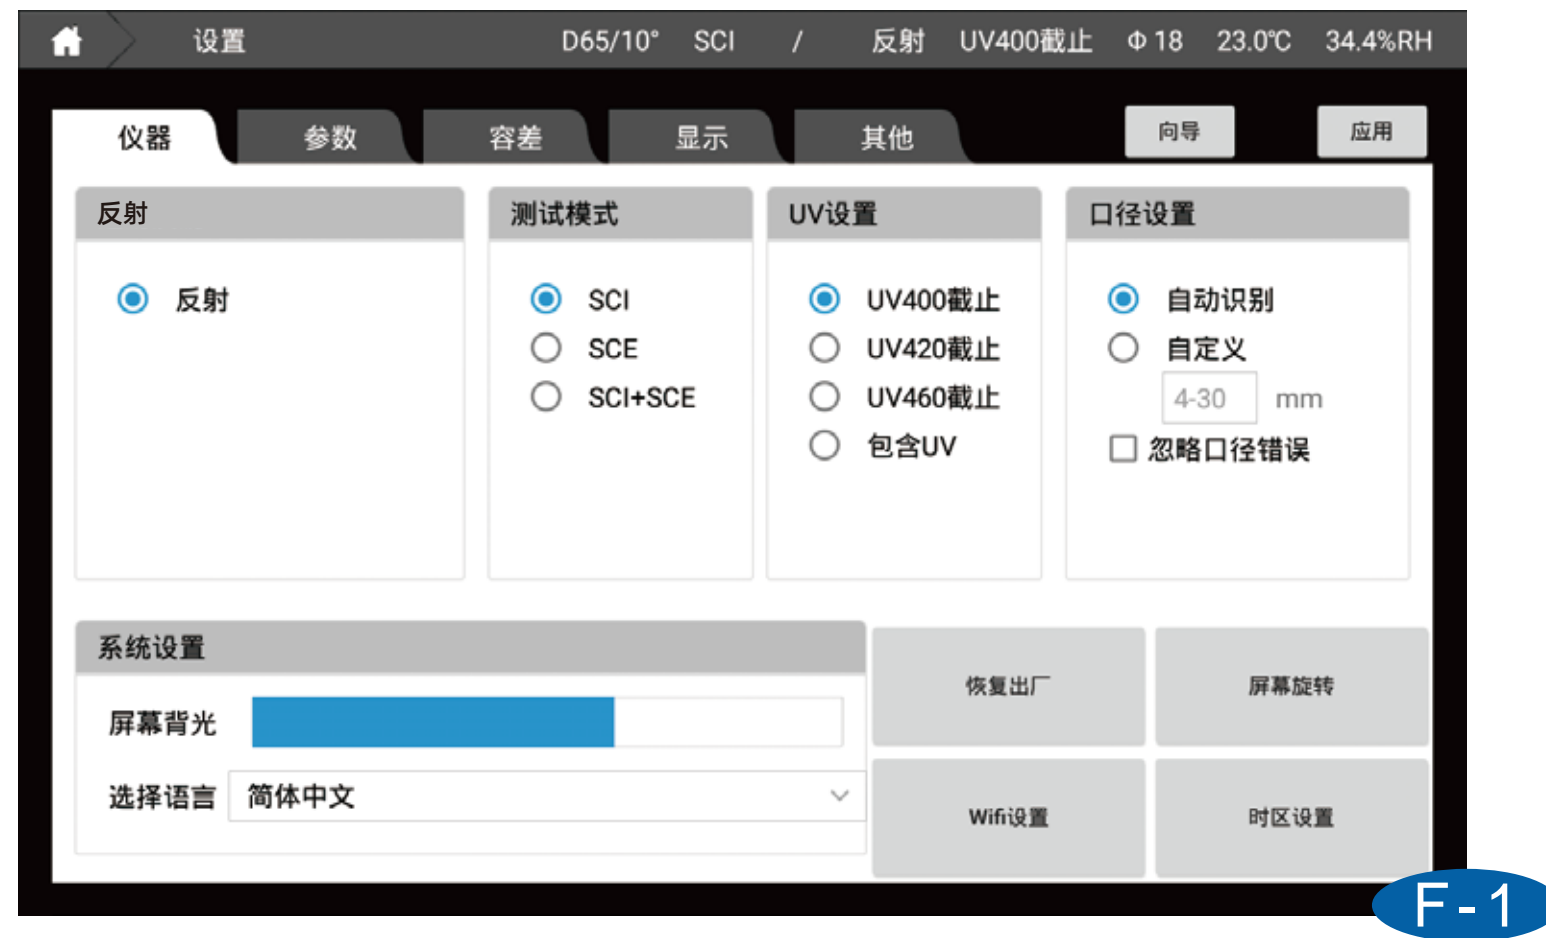 设置 D65/10° SCI / 反射 UV400截止 Φ18 23.0℃ 34.4%RH
仪器 参数 容差 显示 其他 向导 应用
反射 测试模式 UV设置 口径设置
反射 SCI UV400截止 自动识别
SCE UV420截止 自定义
SCI+SCE UV460截止 4-30 mm
包含UV 忽略口径错误
系统设置
恢复出厂 屏幕旋转
屏幕背光
选择语言 简体中文
Wifi设置 时区设置
F-1